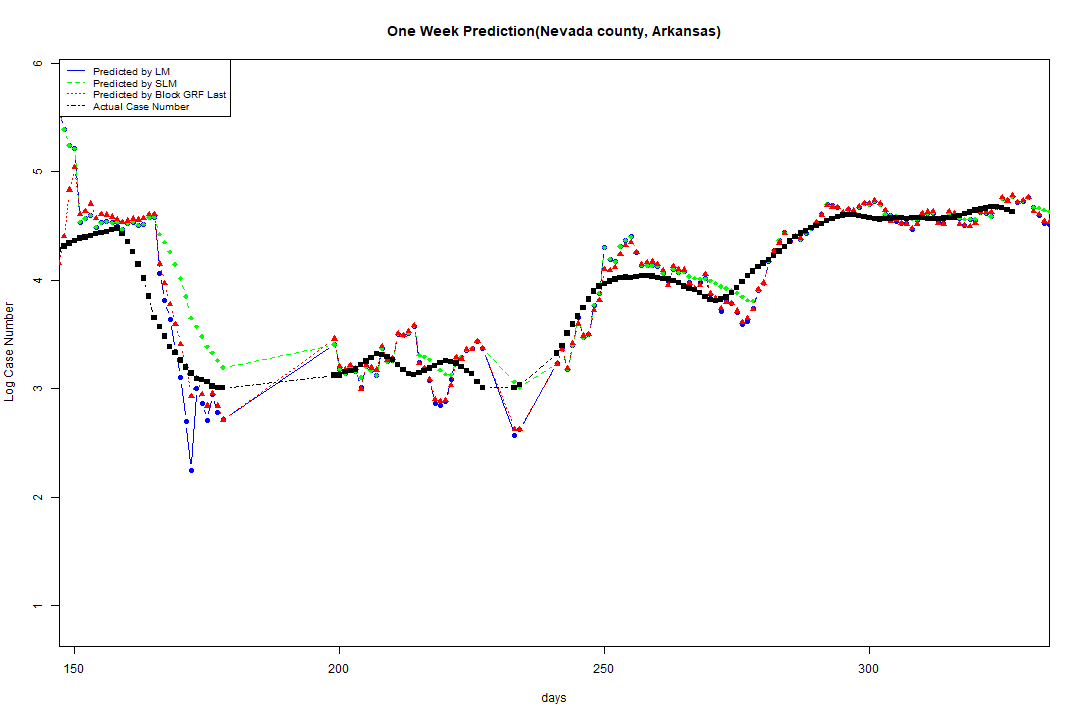 One Week Prediction(Nevada county, Arkansas)
Predicted by LM
Predicted by SLM
Predicted by Block GRF Last
Actual Case Number
6
5
4
3
2
1
Log Case Number
150 200 250 300
days